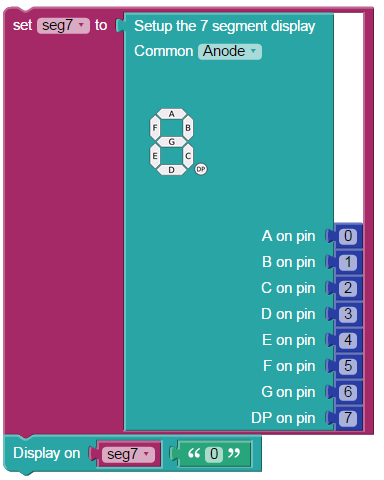 set seg7 to Setup the 7 segment display
Common Anode
A
F B
G
E C
D DP
A on pin 0
B on pin 1
C on pin 2
D on pin 3
E on pin 4
F on pin 5
G on pin 6
DP on pin 7
Display on seg7 “ 0 ”